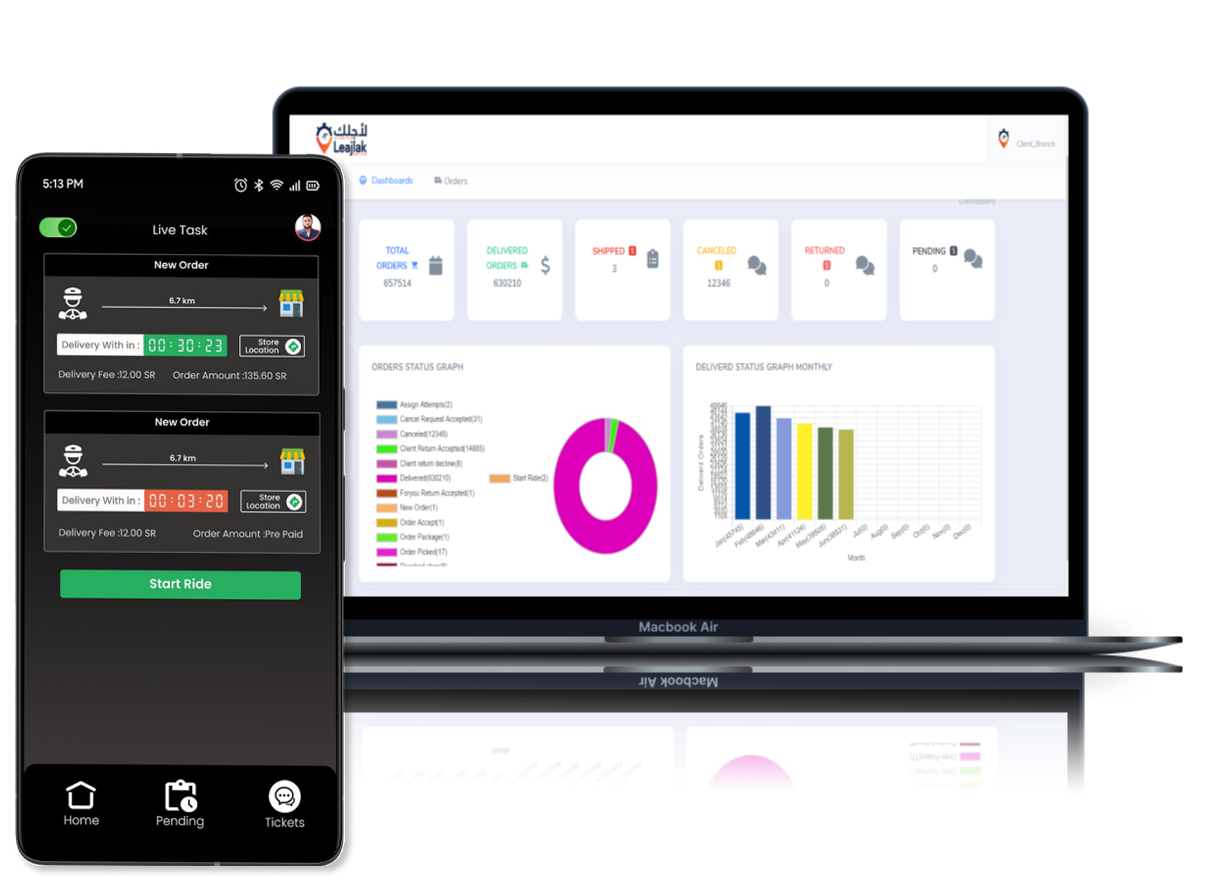 5:13 PM
Live Task
New Order
6.7 km
Delivery With in : 00:30:23
Store Location
Delivery Fee :12.00 SR
Order Amount :135.60 SR
New Order
6.7 km
Delivery With in : 00:03:20
Store Location
Delivery Fee :12.00 SR
Order Amount :Pre Paid
Start Ride
Home
Pending
Tickets
لأجلك
Leajlak
Client_Branch
Dashboards
Orders
Dashboard
TOTAL
ORDERS
657514
DELIVERED
ORDERS
630210
SHIPPED
3
CANCELED
12346
RETURNED
0
PENDING
0
ORDERS STATUS GRAPH
Assign Attempts(2)
Cancel Request Accepted(31)
Canceled(12346)
Client Return Accepted(14885)
Client return decline(8)
Delivered(630210)
Foryou Return Accepted(1)
New Order(1)
Order Accept(1)
Order Package(1)
Order Picked(17)
Start Ride(2)
DELIVERD STATUS GRAPH MONTHLY
Deliverd Orders
Jan(45745)
Feb(48646)
Mar(43411)
Apr(41124)
May(39505)
Jun(38531)
Jul(0)
Aug(0)
Sep(0)
Oct(0)
Nov(0)
Dec(0)
Month
Macbook Air